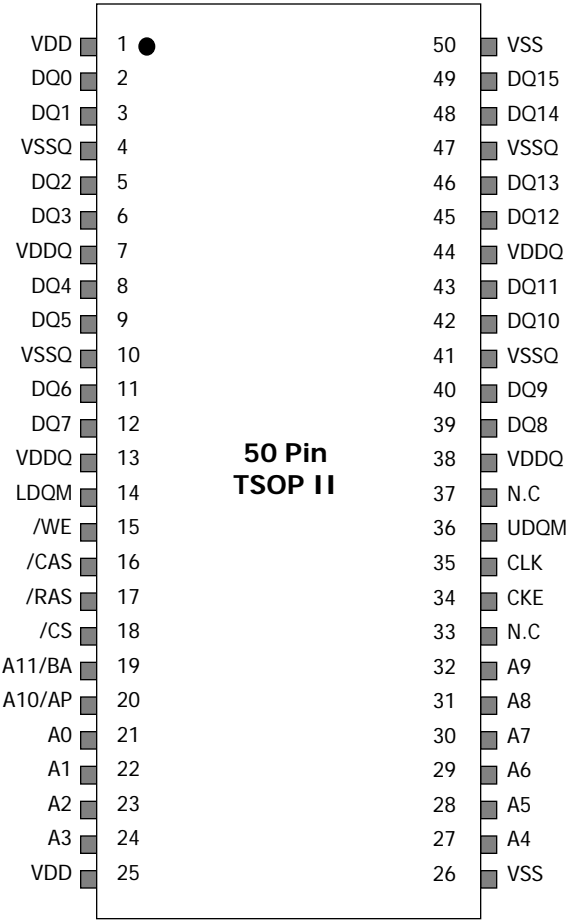 VDD 1 50 VSS
DQ0 2 49 DQ15
DQ1 3 48 DQ14
VSSQ 4 47 VSSQ
DQ2 5 46 DQ13
DQ3 6 45 DQ12
VDDQ 7 44 VDDQ
DQ4 8 43 DQ11
DQ5 9 42 DQ10
VSSQ 10 41 VSSQ
DQ6 11 40 DQ9
DQ7 12 39 DQ8
VDDQ 13 38 VDDQ
LDQM 14 37 N.C
/WE 15 36 UDQM
/CAS 16 35 CLK
/RAS 17 34 CKE
/CS 18 33 N.C
A11/BA 19 32 A9
A10/AP 20 31 A8
A0 21 30 A7
A1 22 29 A6
A2 23 28 A5
A3 24 27 A4
VDD 25 26 VSS
50 Pin
TSOP II